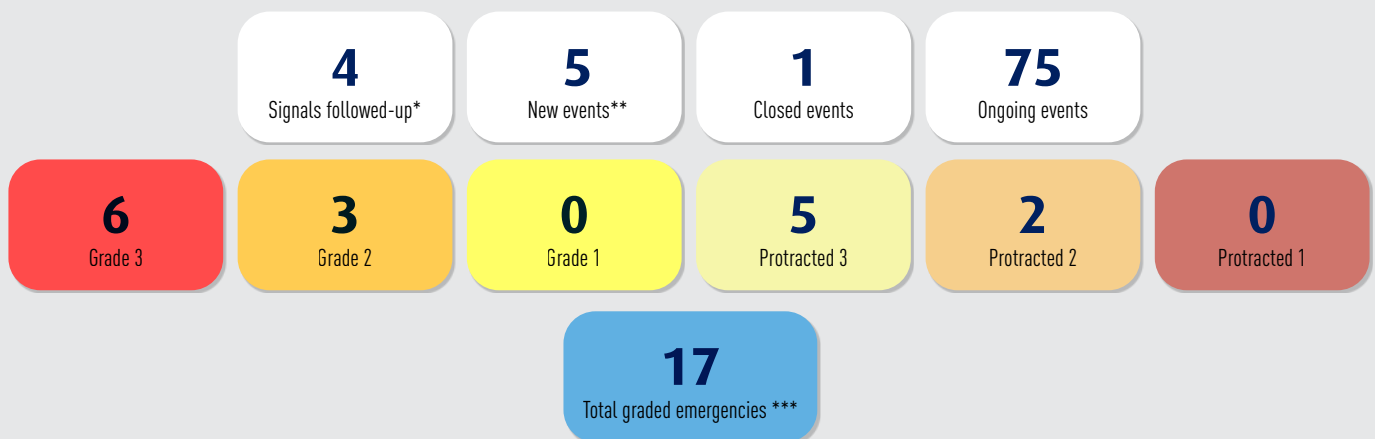 4
Signals followed-up*
5
New events**
1
Closed events
75
Ongoing events
6
Grade 3
3
Grade 2
0
Grade 1
5
Protracted 3
2
Protracted 2
0
Protracted 1
17
Total graded emergencies ***